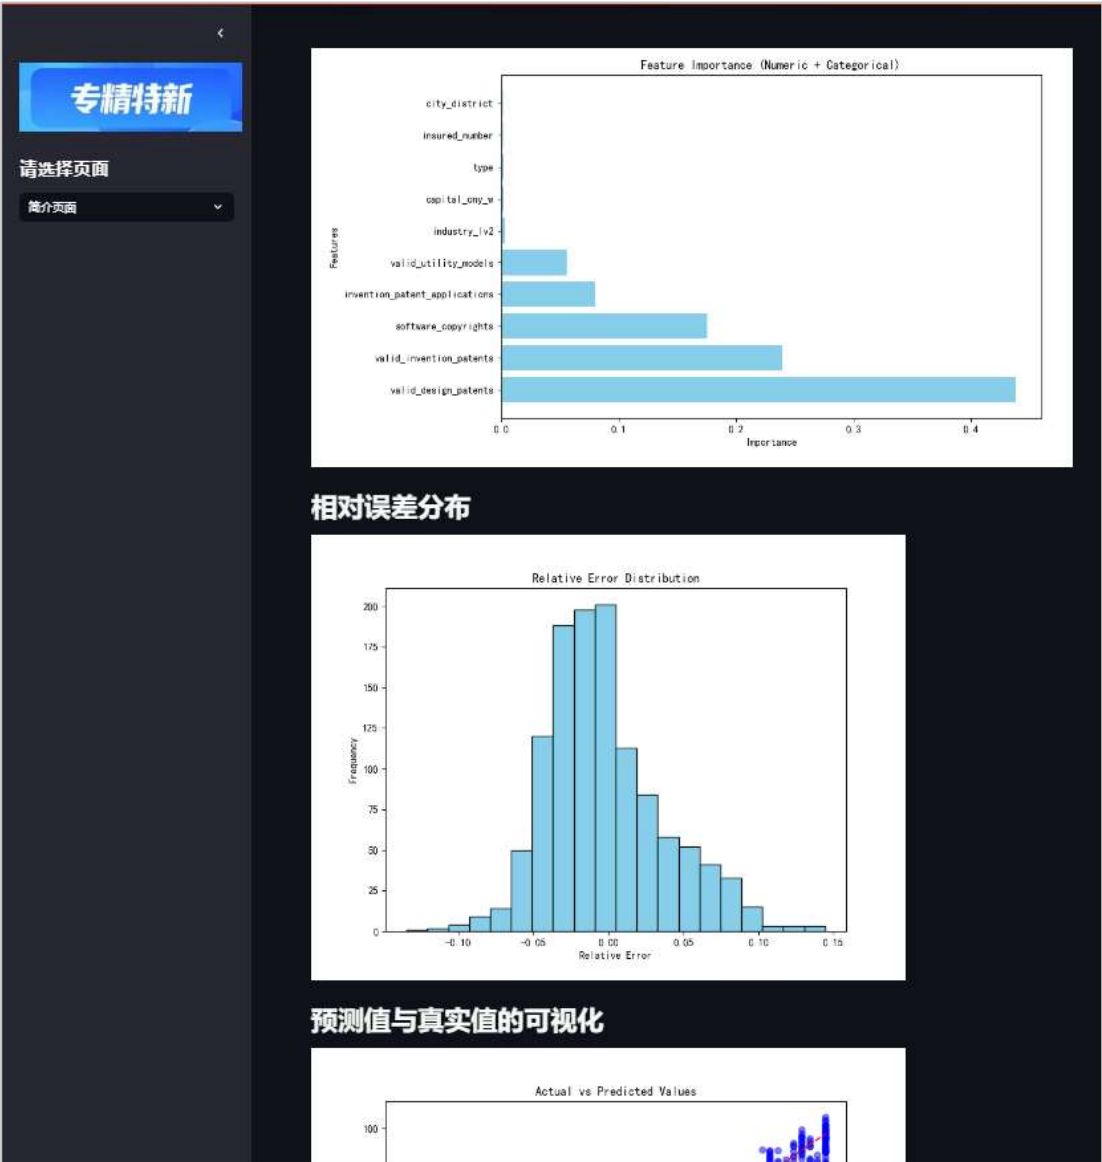 专精特新
请选择页面
简介页面
Feature Importance (Numeric + Categorical)
city_district
insured_number
type
capital_cny_w
industry_lv2
valid_utility_models
invention_patent_applications
software_copyrights
valid_invention_patents
valid_design_patents
Features
0.0 0.1 0.2 0.3 0.4
Importance
相对误差分布
Relative Error Distribution
200
175
150
125
100
75
50
25
0
Frequency
-0.10 -0.05 0.00 0.05 0.10 0.15
Relative Error
预测值与真实值的可视化
Actual vs Predicted Values
100